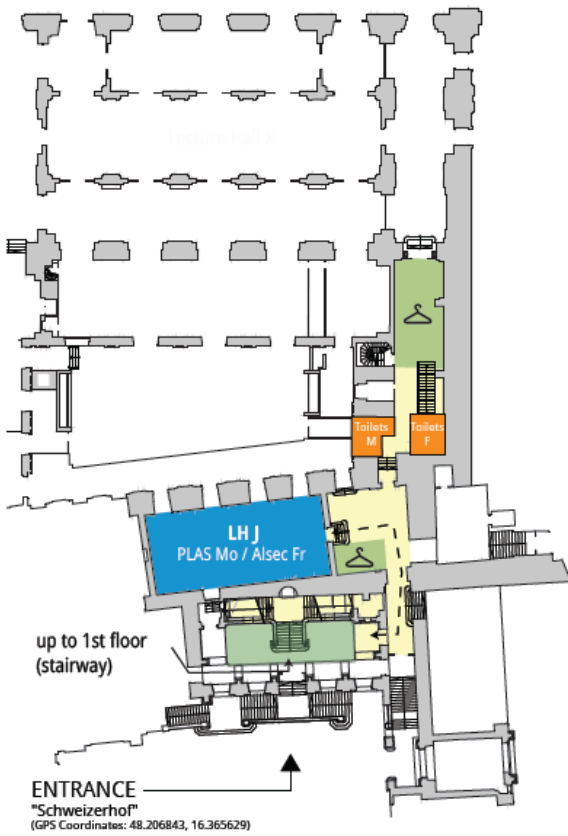 Toilets
M
Toilets
F
LH J
PLAS Mo / Alsec Fr
up to 1st floor
(stairway)
ENTRANCE
"Schweizerhof"
(GPS Coordinates: 48.206843, 16.365629)